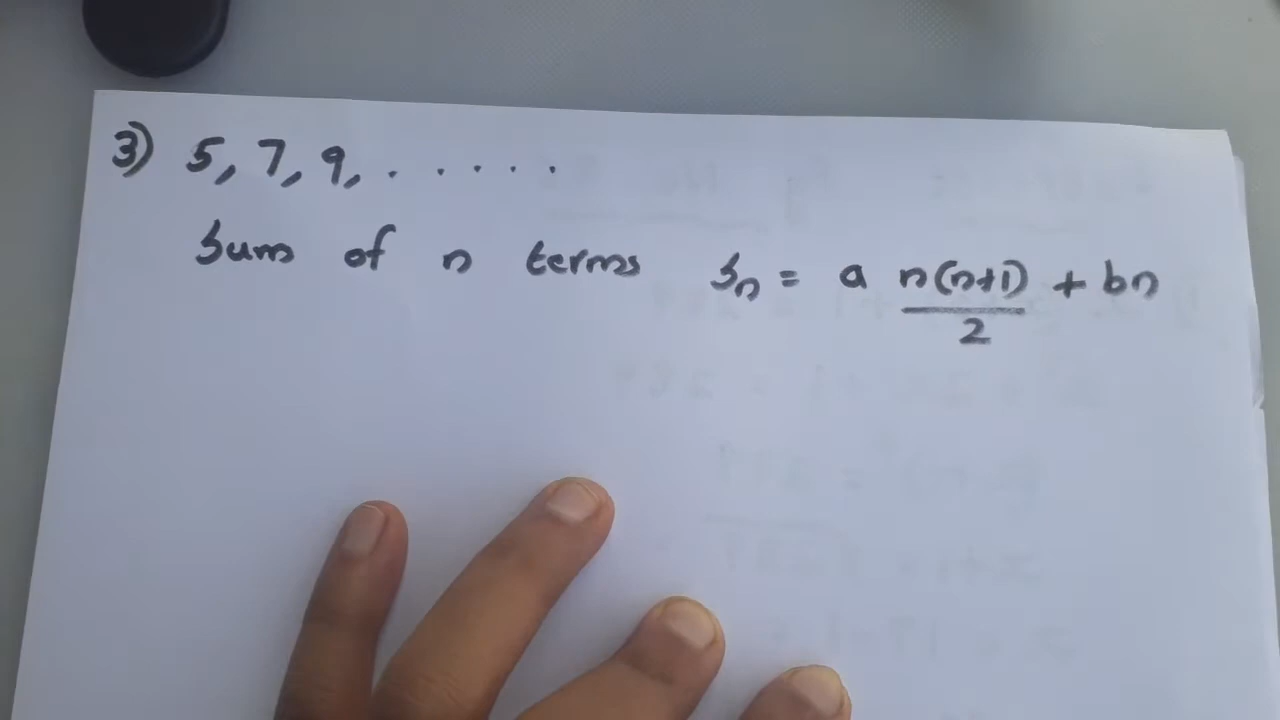 3) 5, 7, 9, . . . . . .
Sum of n terms Sn = a n(n+1)/2 + bn